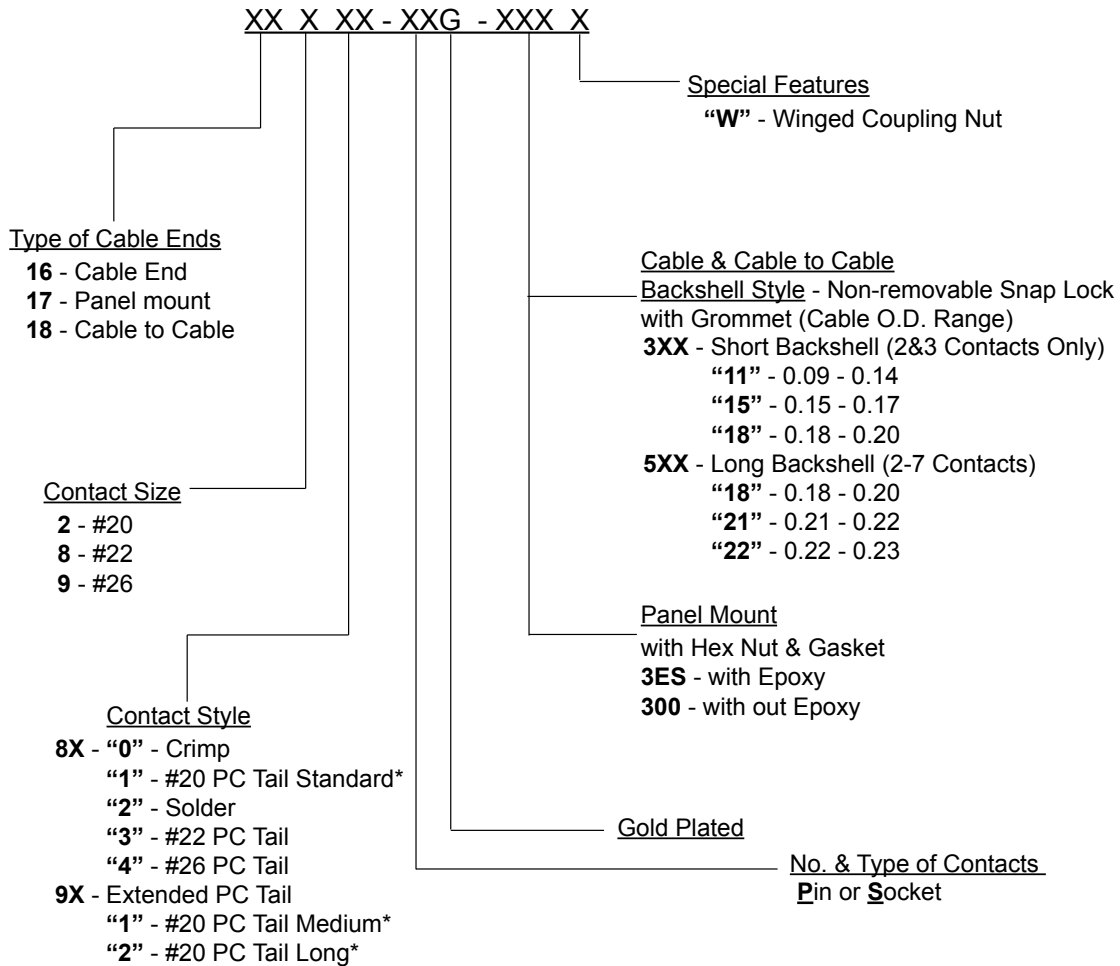 XX X XX - XXG - XXX X
Special Features
“W” - Winged Coupling Nut
Type of Cable Ends
16 - Cable End
17 - Panel mount
18 - Cable to Cable
Cable & Cable to Cable
Backshell Style - Non-removable Snap Lock
with Grommet (Cable O.D. Range)
3XX - Short Backshell (2&3 Contacts Only)
“11” - 0.09 - 0.14
“15” - 0.15 - 0.17
“18” - 0.18 - 0.20
5XX - Long Backshell (2-7 Contacts)
“18” - 0.18 - 0.20
“21” - 0.21 - 0.22
“22” - 0.22 - 0.23
Contact Size
2 - #20
8 - #22
9 - #26
Panel Mount
with Hex Nut & Gasket
3ES - with Epoxy
300 - with out Epoxy
Contact Style
8X - “0” - Crimp
“1” - #20 PC Tail Standard*
“2” - Solder
“3” - #22 PC Tail
“4” - #26 PC Tail
9X - Extended PC Tail
“1” - #20 PC Tail Medium*
“2” - #20 PC Tail Long*
Gold Plated
No. & Type of Contacts
Pin or Socket